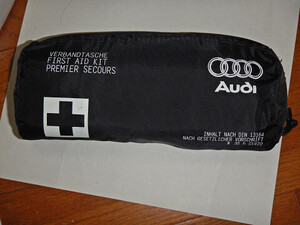 VERBANDTASCHE
FIRST AID KIT
PREMIER SECOURS
Audi
INHALT NACH DIN 13164
NACH GESETZLICHER VORSCHRIFT